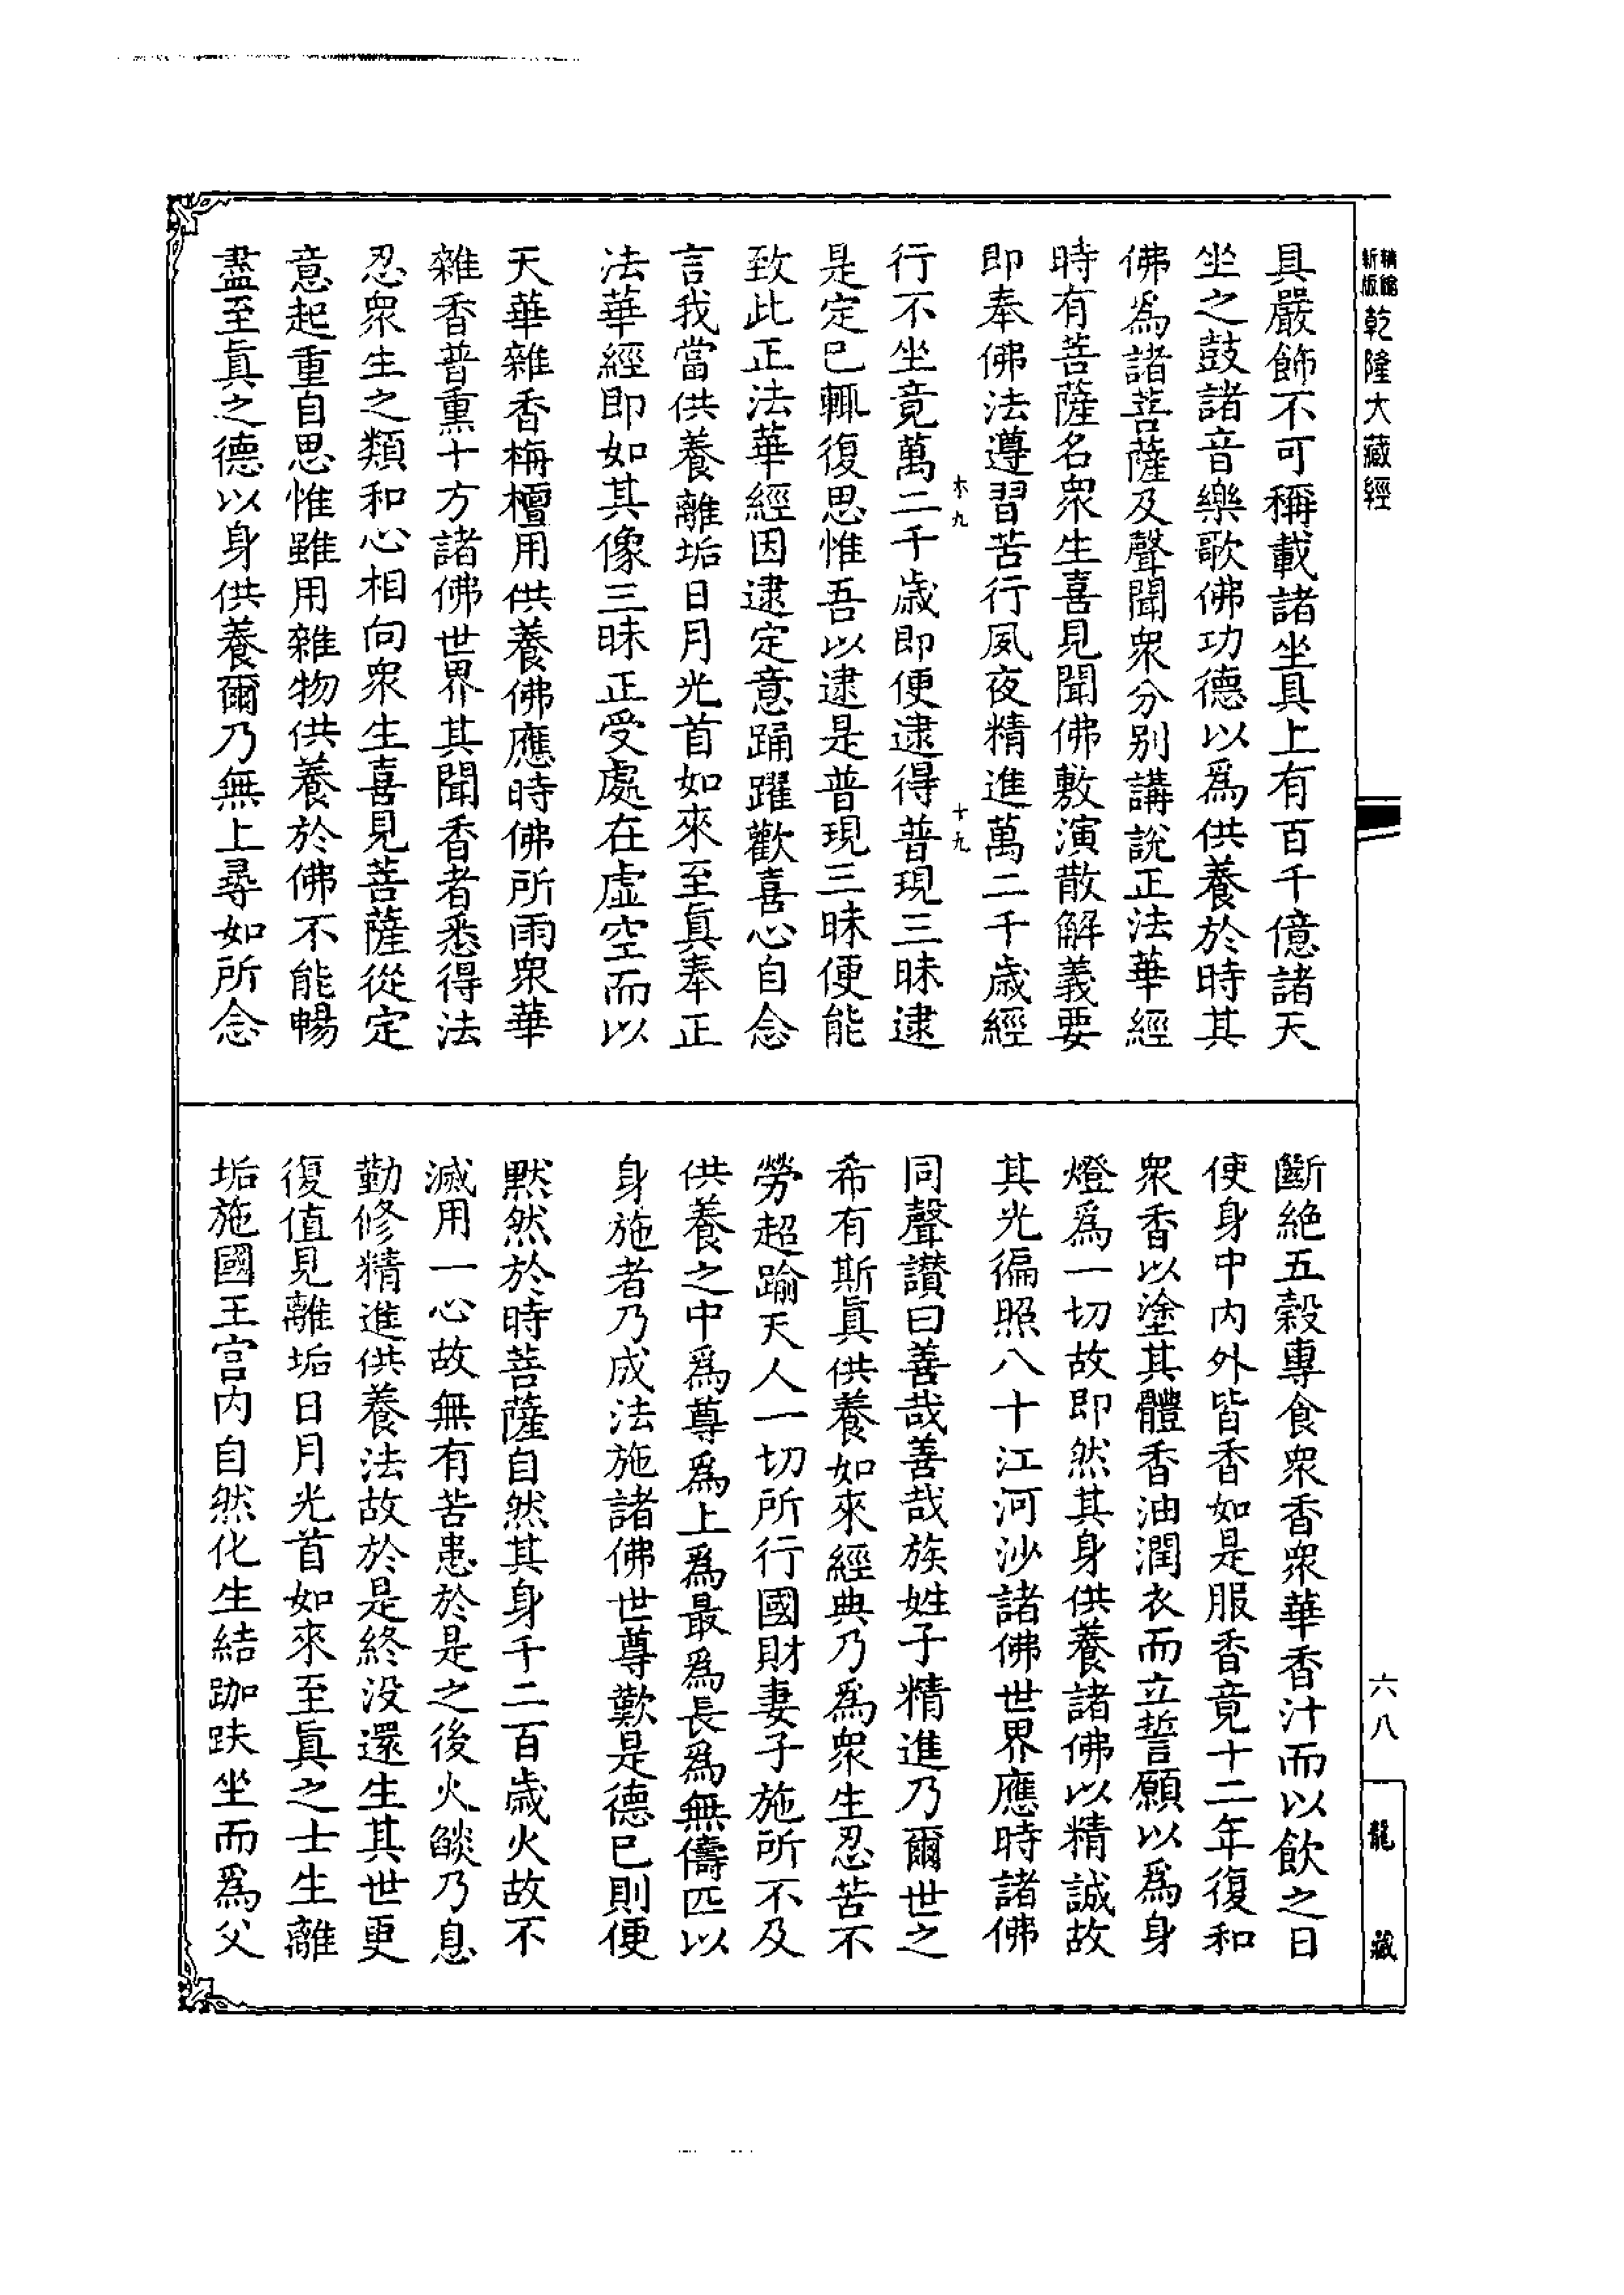 精繪新版乾隆大藏經
具嚴飾不可稱載諸坐具上有百千億諸天
坐之鼓諸音樂歌佛功德以爲供養於時其
佛爲諸菩薩及聲聞衆分別講說正法華經
時有菩薩名衆生喜見聞佛敷演散解義要
即奉佛法遵習苦行夙夜精進萬二千歲經
木九
十九
行不坐竟萬二千歲即便逮得普現三昧逮
是定已輒復思惟吾以逮是普現三昧便能
致此正法華經因逮定意踊躍歡喜心自念
言我當供養離垢日月光首如來至眞奉正
法華經即如其像三昧正受處在虛空而以
天華雜香栴檀用供養佛應時佛所雨衆華
雜香普熏十方諸佛世界其聞香者悉得法
忍衆生之類和心相向衆生喜見菩薩從定
意起重自思惟雖用雜物供養於佛不能暢
盡至眞之德以身供養爾乃無上尋如所念
斷絶五穀專食衆香衆華香汁而以飲之日
使身中内外皆香如是服香竟十二年復和
衆香以塗其體香油潤衣而立誓願以爲身
燈爲一切故即然其身供養諸佛以精誠故
其光徧照八十江河沙諸佛世界應時諸佛
同聲讃曰善哉善哉族姓子精進乃爾世之
希有斯眞供養如來經典乃爲衆生忍苦不
勞超踰天人一切所行國財妻子施所不及
供養之中爲尊爲上爲最爲長爲無儔匹以
身施者乃成法施諸佛世尊歎是德已則便
默然於時菩薩自然其身千二百歲火故不
滅用一心故無有苦患於是之後火燄乃息
勤修精進供養法故於是終没還生其世更
復值見離垢日月光首如來至眞之士生離
垢施國王宮内自然化生結跏趺坐而爲父
六八
龍藏